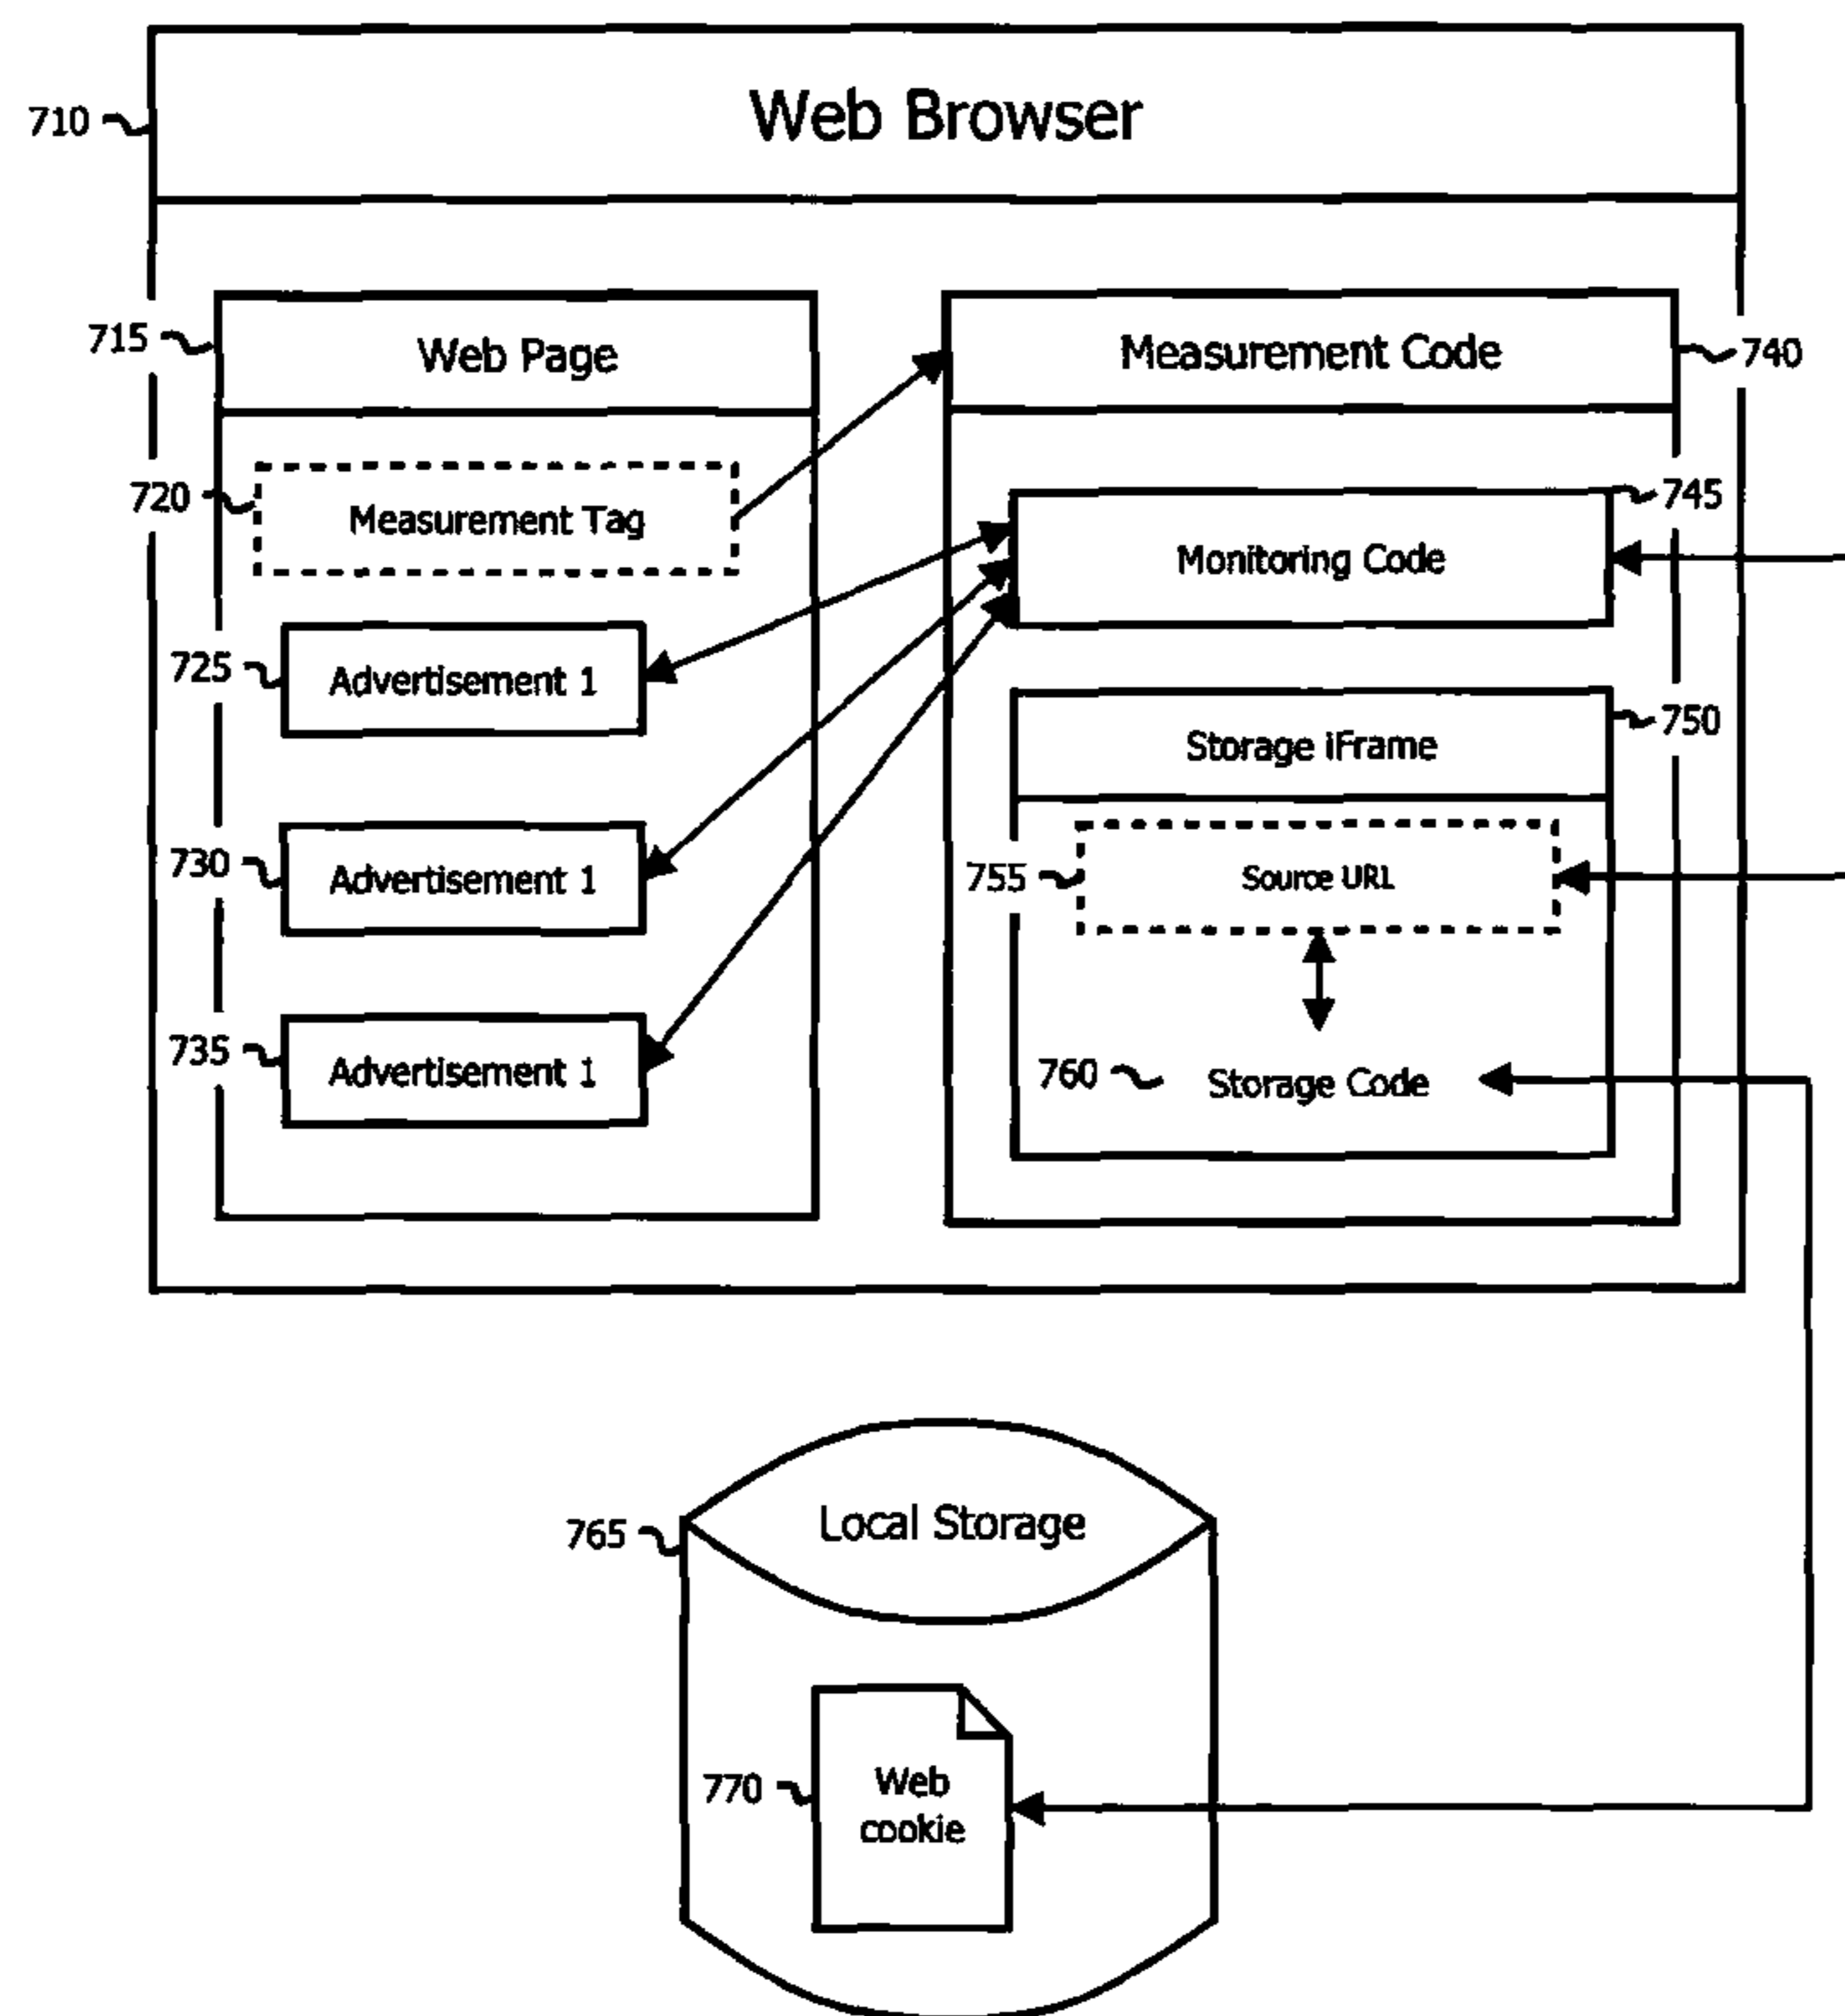 Web Browser
710
715
Web Page
Measurement Code
740
720
Measurement Tag
745
Monitoring Code
725
Advertisement 1
750
Storage iFrame
730
Advertisement 1
755
Source URL
735
Advertisement 1
760
Storage Code
765
Local Storage
770
Web
cookie